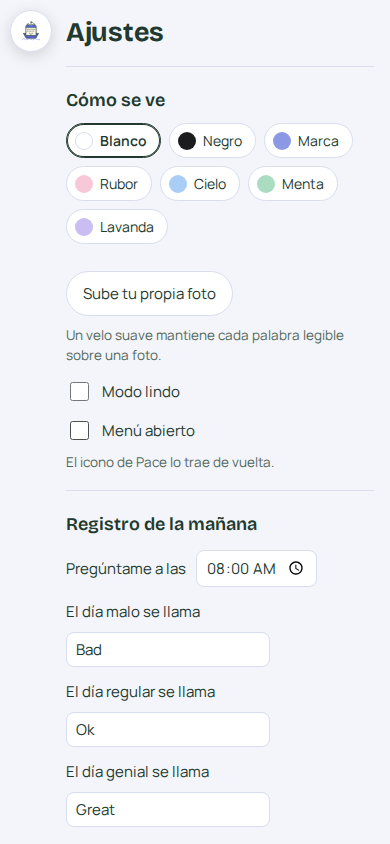 Ajustes
Cómo se ve
Blanco Negro Marca
Rubor Cielo Menta
Lavanda
Sube tu propia foto
Un velo suave mantiene cada palabra legible
sobre una foto.
Modo lindo
Menú abierto
El icono de Pace lo trae de vuelta.
Registro de la mañana
Pregúntame a las 08:00 AM
El día malo se llama
Bad
El día regular se llama
Ok
El día genial se llama
Great